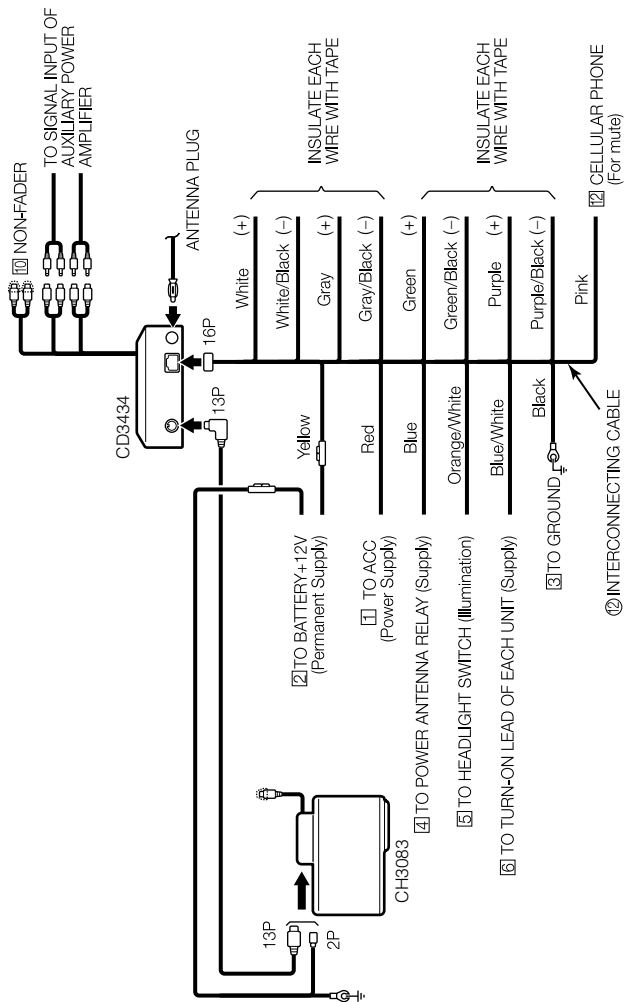 10 NON-FADER
TO SIGNAL INPUT OF
AUXILIARY POWER
AMPLIFIER
ANTENNA PLUG
CD3434
16P
13P
White (+)
White/Black (−)
Gray (+)
Gray/Black (−)
INSULATE EACH
WIRE WITH TAPE
Green (+)
Green/Black (−)
Purple (+)
Purple/Black (−)
INSULATE EACH
WIRE WITH TAPE
Pink
12 CELLULAR PHONE
(For mute)
Yellow
Red
Blue
Orange/White
Blue/White
Black
2 TO BATTERY+12V
(Permanent Supply)
1 TO ACC
(Power Supply)
4 TO POWER ANTENNA RELAY (Supply)
5 TO HEADLIGHT SWITCH (Illumination)
6 TO TURN-ON LEAD OF EACH UNIT (Supply)
3 TO GROUND
⑫ INTERCONNECTING CABLE
CH3083
13P
2P